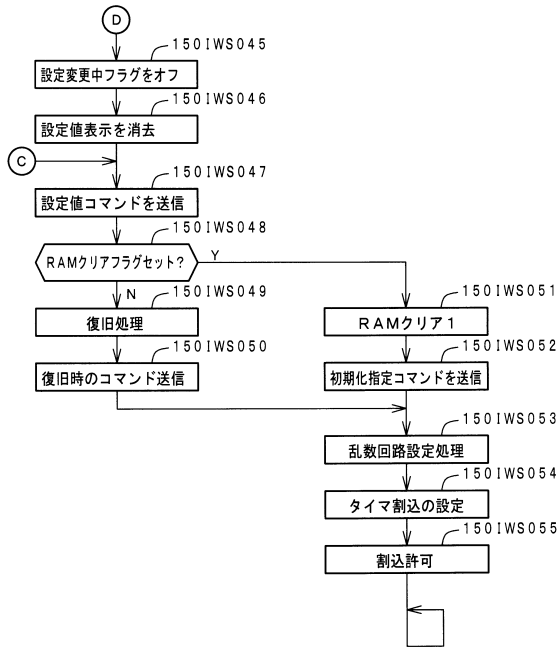 D
150IWS045
設定変更中フラグをオフ
150IWS046
設定値表示を消去
C
150IWS047
設定値コマンドを送信
150IWS048
RAMクリアフラグセット?
Y
N
150IWS049
復旧処理
150IWS050
復旧時のコマンド送信
150IWS051
RAMクリア1
150IWS052
初期化指定コマンドを送信
150IWS053
乱数回路設定処理
150IWS054
タイマ割込の設定
150IWS055
割込許可